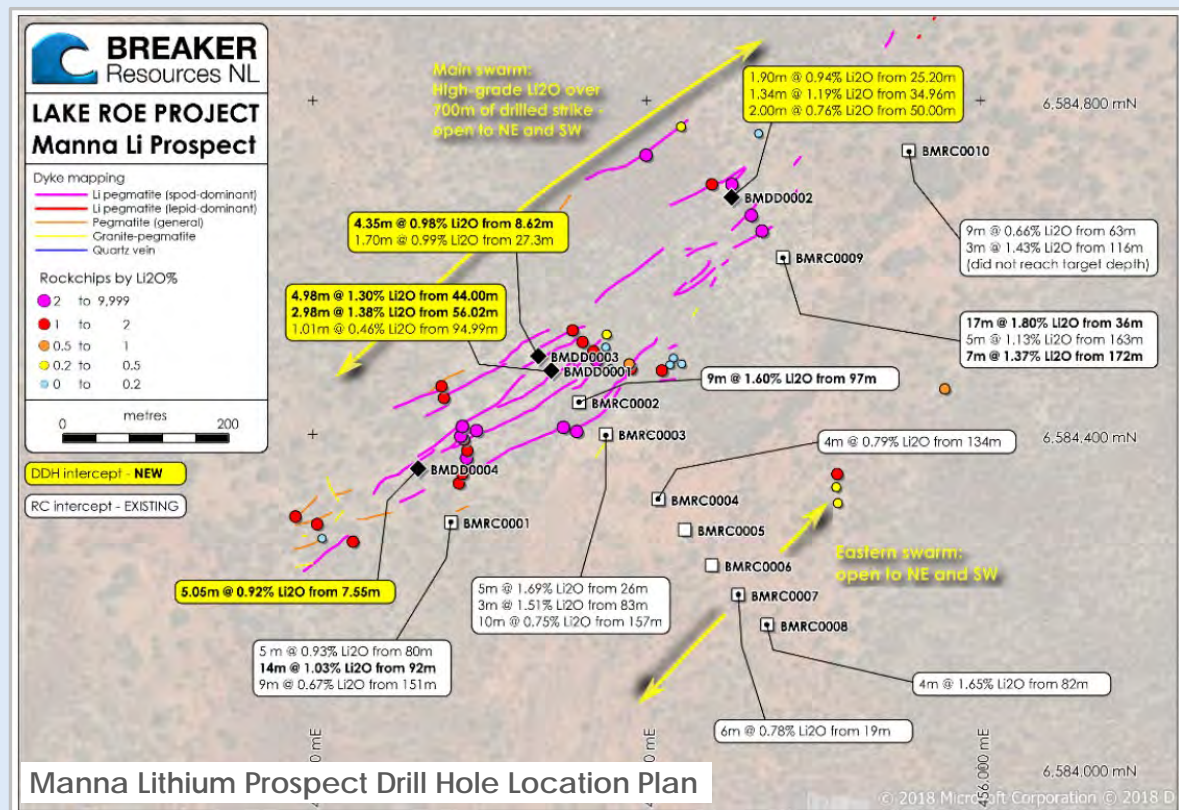 BREAKER
Resources NL
LAKE ROE PROJECT
Manna Li Prospect
Dyke mapping
Li pegmatite (spod-dominant)
Li pegmatite (lepid-dominant)
Pegmatite (general)
Granite-pegmatite
Quartz vein
Rockchips by Li2O%
2 to 9,999
1 to 2
0.5 to 1
0.2 to 0.5
0 to 0.2
metres
0 200
DDH intercept - NEW
RC intercept - EXISTING
Main swarm:
High-grade Li2O over
700m of drilled strike -
open to NE and SW
1.90m @ 0.94% Li2O from 25.20m
1.34m @ 1.19% Li2O from 34.96m
2.00m @ 0.76% Li2O from 50.00m
6,584,800 mN
BMRC0010
BMDD0002
4.35m @ 0.98% Li2O from 8.62m
1.70m @ 0.99% Li2O from 27.3m
9m @ 0.66% Li2O from 63m
3m @ 1.43% Li2O from 116m
(did not reach target depth)
BMRC0009
4.98m @ 1.30% Li2O from 44.00m
2.98m @ 1.38% Li2O from 56.02m
1.01m @ 0.46% Li2O from 94.99m
17m @ 1.80% Li2O from 36m
5m @ 1.13% Li2O from 163m
7m @ 1.37% Li2O from 172m
BMDD0003
BMDD0001
9m @ 1.60% Li2O from 97m
BMRC0002
BMRC0003
4m @ 0.79% Li2O from 134m
6,584,400 mN
BMDD0004
BMRC0004
BMRC0001
BMRC0005
Eastern swarm:
open to NE and SW
BMRC0006
5.05m @ 0.92% Li2O from 7.55m
5m @ 1.69% Li2O from 26m
3m @ 1.51% Li2O from 83m
10m @ 0.75% Li2O from 157m
BMRC0007
BMRC0008
5 m @ 0.93% Li2O from 80m
14m @ 1.03% Li2O from 92m
9m @ 0.67% Li2O from 151m
4m @ 1.65% Li2O from 82m
6m @ 0.78% Li2O from 19m
mE
mE
456,000 mE
6,584,000 mN
Manna Lithium Prospect Drill Hole Location Plan
© 2018 Microsoft Corporation © 2018 D